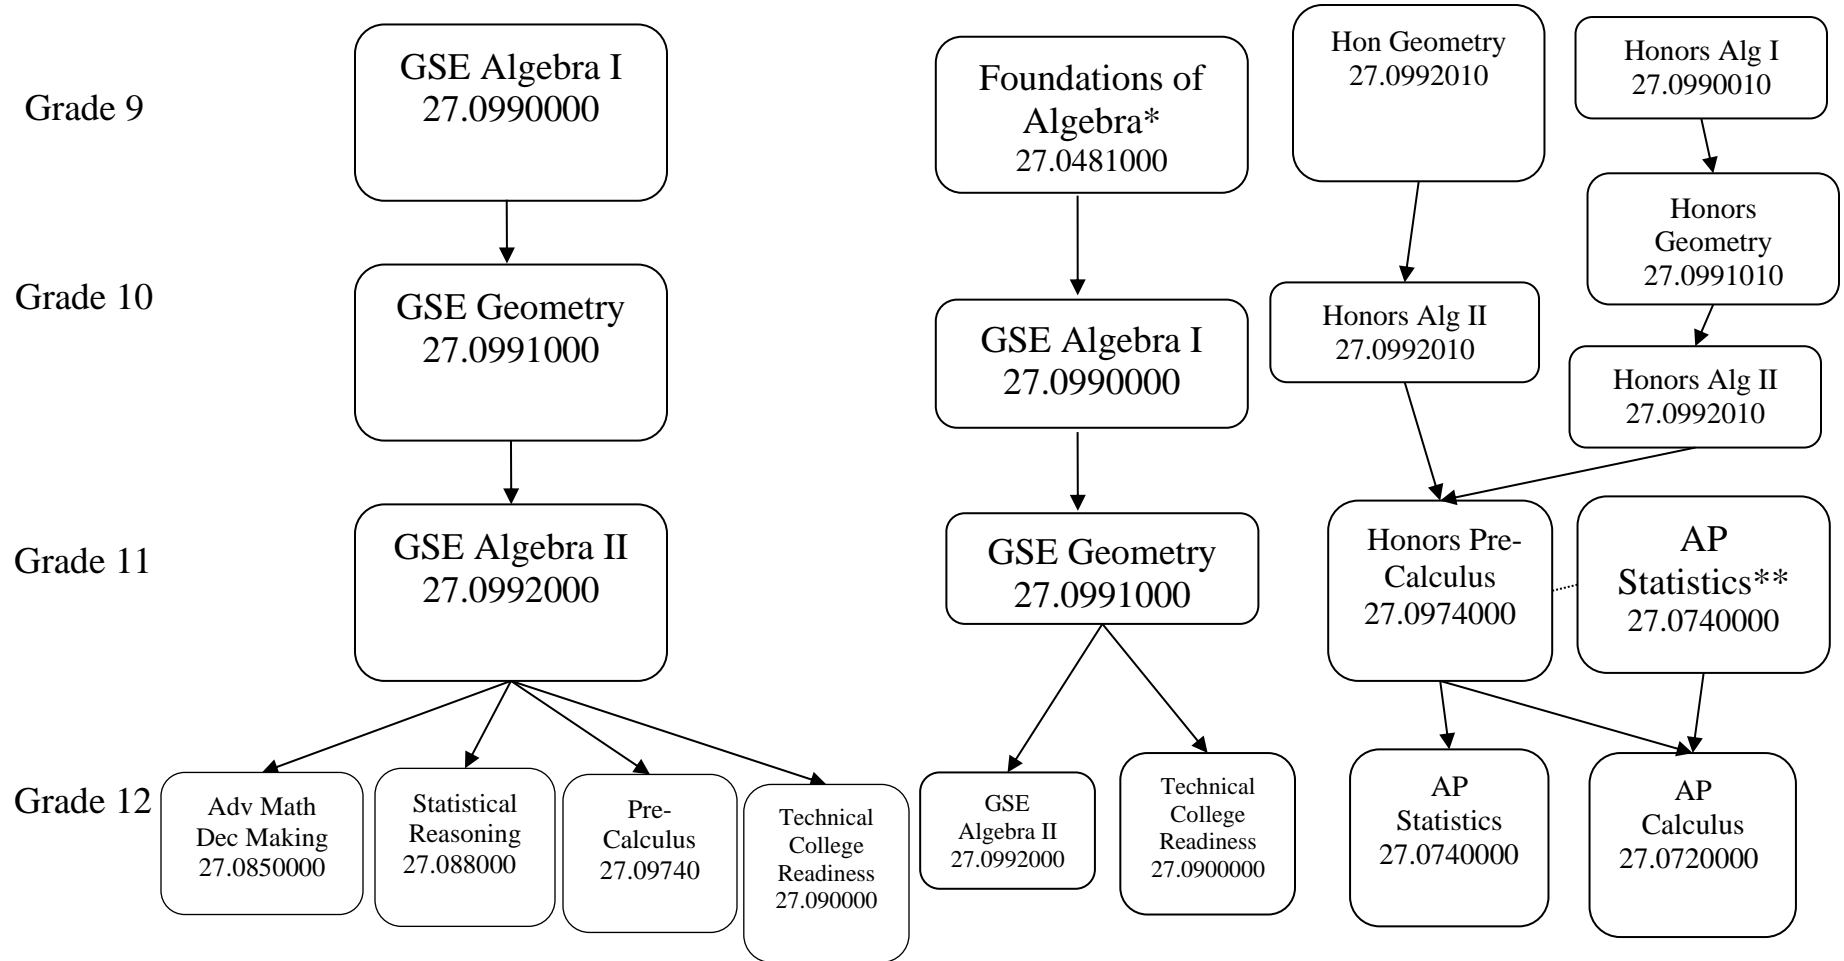 Grade 9
GSE Algebra I
27.0990000
Foundations of
Algebra*
27.0481000
Hon Geometry
27.0992010
Honors Alg I
27.0990010
Honors
Geometry
27.0991010
Grade 10
GSE Geometry
27.0991000
GSE Algebra I
27.0990000
Honors Alg II
27.0992010
Honors Alg II
27.0992010
Grade 11
GSE Algebra II
27.0992000
GSE Geometry
27.0991000
Honors Pre-
Calculus
27.0974000
AP
Statistics**
27.0740000
Grade 12
Adv Math
Dec Making
27.0850000
Statistical
Reasoning
27.088000
Pre-
Calculus
27.09740
Technical
College
Readiness
27.090000
GSE
Algebra II
27.0992000
Technical
College
Readiness
27.0900000
AP
Statistics
27.0740000
AP
Calculus
27.0720000